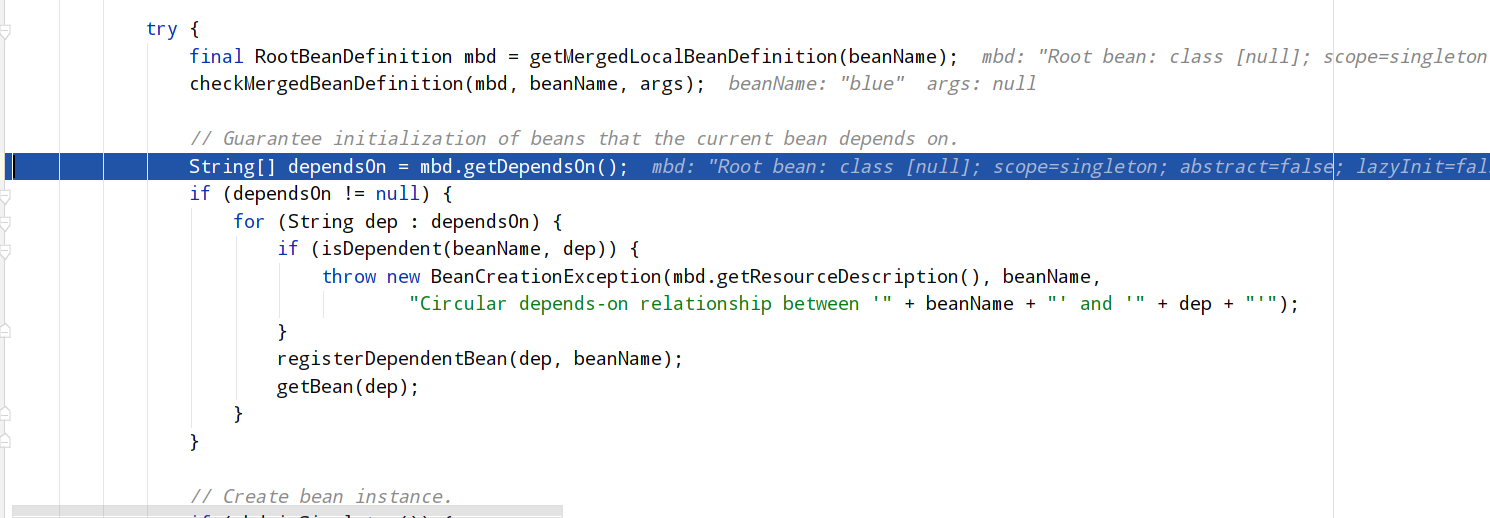 try {
final RootBeanDefinition mbd = getMergedLocalBeanDefinition(beanName);  mbd: "Root bean: class [null]; scope=singleton
checkMergedBeanDefinition(mbd, beanName, args);  beanName: "blue"  args: null
// Guarantee initialization of beans that the current bean depends on.
String[] dependsOn = mbd.getDependsOn();  mbd: "Root bean: class [null]; scope=singleton; abstract=false; lazyInit=fal
if (dependsOn != null) {
for (String dep : dependsOn) {
if (isDependent(beanName, dep)) {
throw new BeanCreationException(mbd.getResourceDescription(), beanName,
"Circular depends-on relationship between '" + beanName + "' and '" + dep + "'");
}
registerDependentBean(dep, beanName);
getBean(dep);
}
}
// Create bean instance.